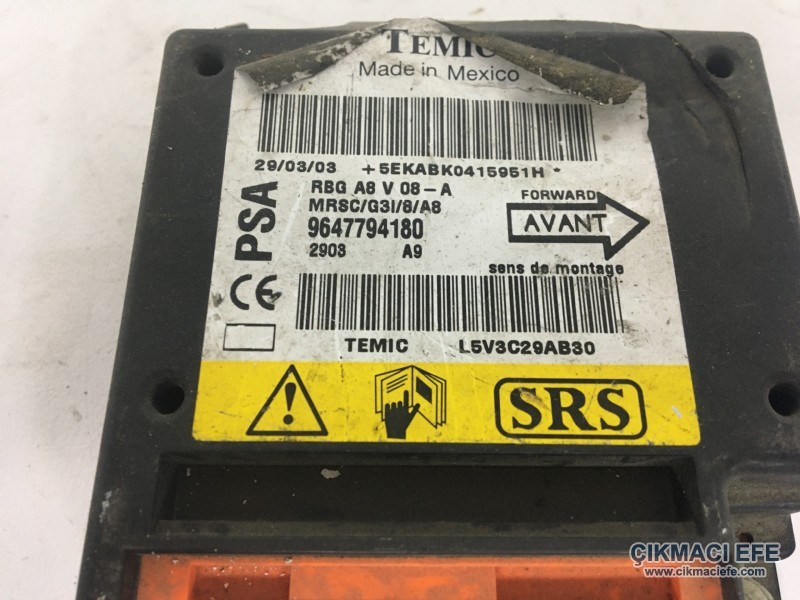 TEMIC
Made in Mexico
29/03/03 +5EKABK0415951H *
PSA
RBG A8 V 08-A
MRSC/G3I/8/A8
9647794180
2903 A9
FORWARD
AVANT
sens de montage
CE
TEMIC L5V3C29AB30
SRS
ÇIKMACI EFE
www.cikmaciefe.com